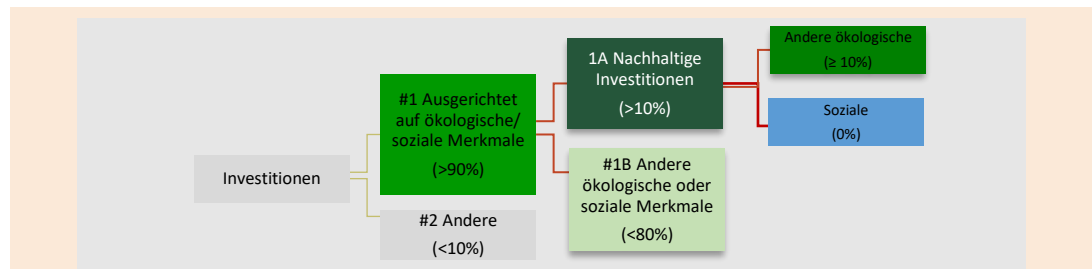 Investitionen
#1 Ausgerichtet
auf ökologische/
soziale Merkmale
(>90%)
#2 Andere
(<10%)
1A Nachhaltige
Investitionen
(>10%)
#1B Andere
ökologische oder
soziale Merkmale
(<80%)
Andere ökologische
(≥ 10%)
Soziale
(0%)